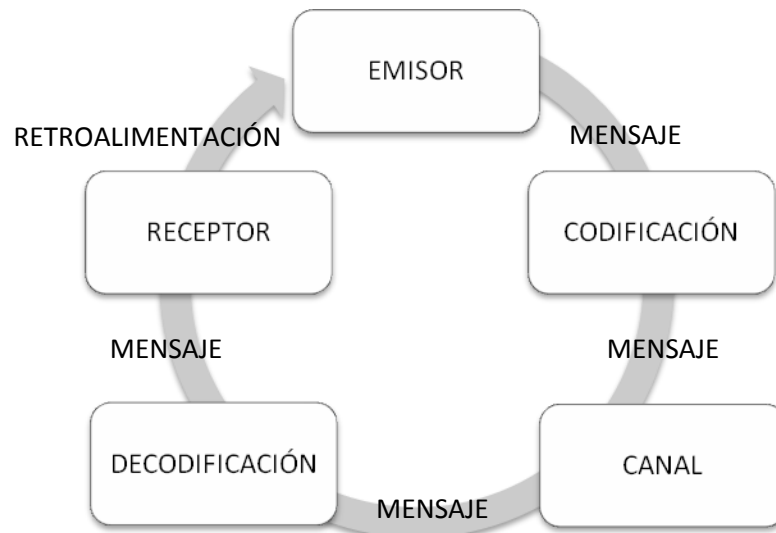 EMISOR
RETROALIMENTACIÓN
MENSAJE
RECEPTOR
CODIFICACIÓN
MENSAJE
MENSAJE
DECODIFICACIÓN
CANAL
MENSAJE